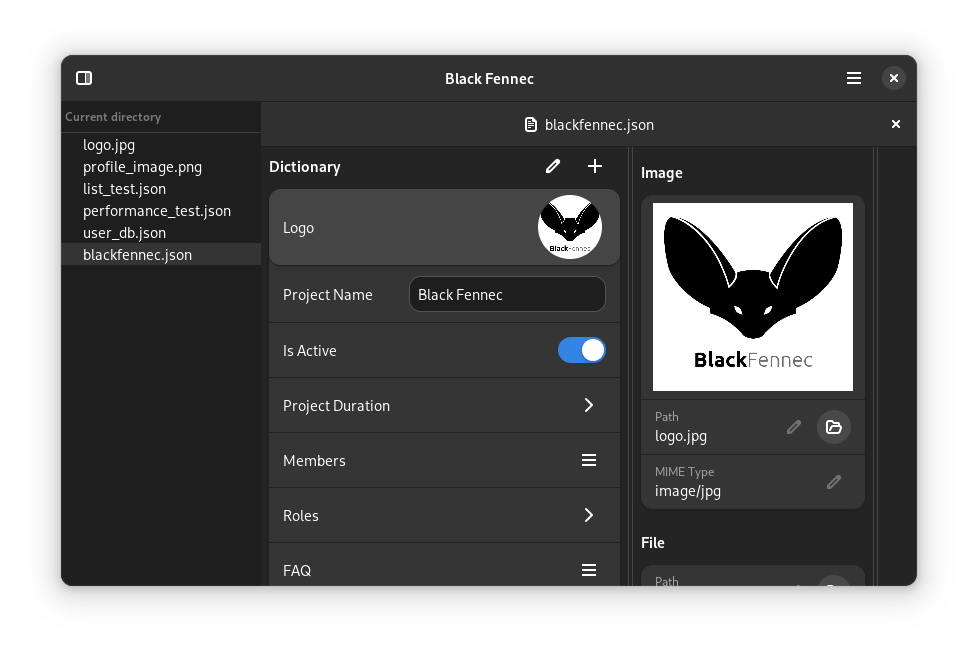 Black Fennec
Current directory
logo.jpg
profile_image.png
list_test.json
performance_test.json
user_db.json
blackfennec.json
blackfennec.json
Dictionary
Logo
BlackFennec
Project Name
Black Fennec
Is Active
Project Duration
Members
Roles
FAQ
Image
BlackFennec
Path
logo.jpg
MIME Type
image/jpg
File
Path